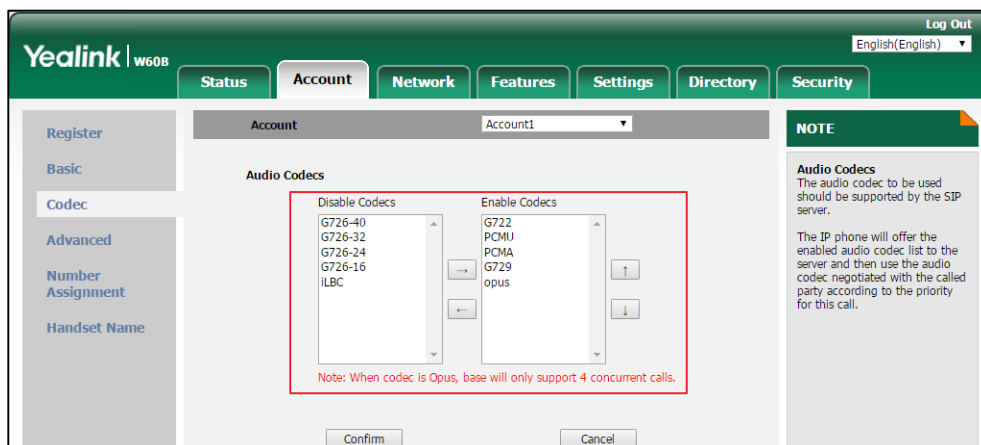 Log Out
English(English)
Yealink W60B
Status Account Network Features Settings Directory Security
Register
Basic
Codec
Advanced
Number
Assignment
Handset Name
Account Account1
Audio Codecs
Disable Codecs Enable Codecs
G726-40
G726-32
G726-24
G726-16
iLBC
G722
PCMU
PCMA
G729
opus
→
←
↑
↓
Note: When codec is Opus, base will only support 4 concurrent calls.
Confirm Cancel
NOTE
Audio Codecs
The audio codec to be used
should be supported by the SIP
server.
The IP phone will offer the
enabled audio codec list to the
server and then use the audio
codec negotiated with the called
party according to the priority
for this call.